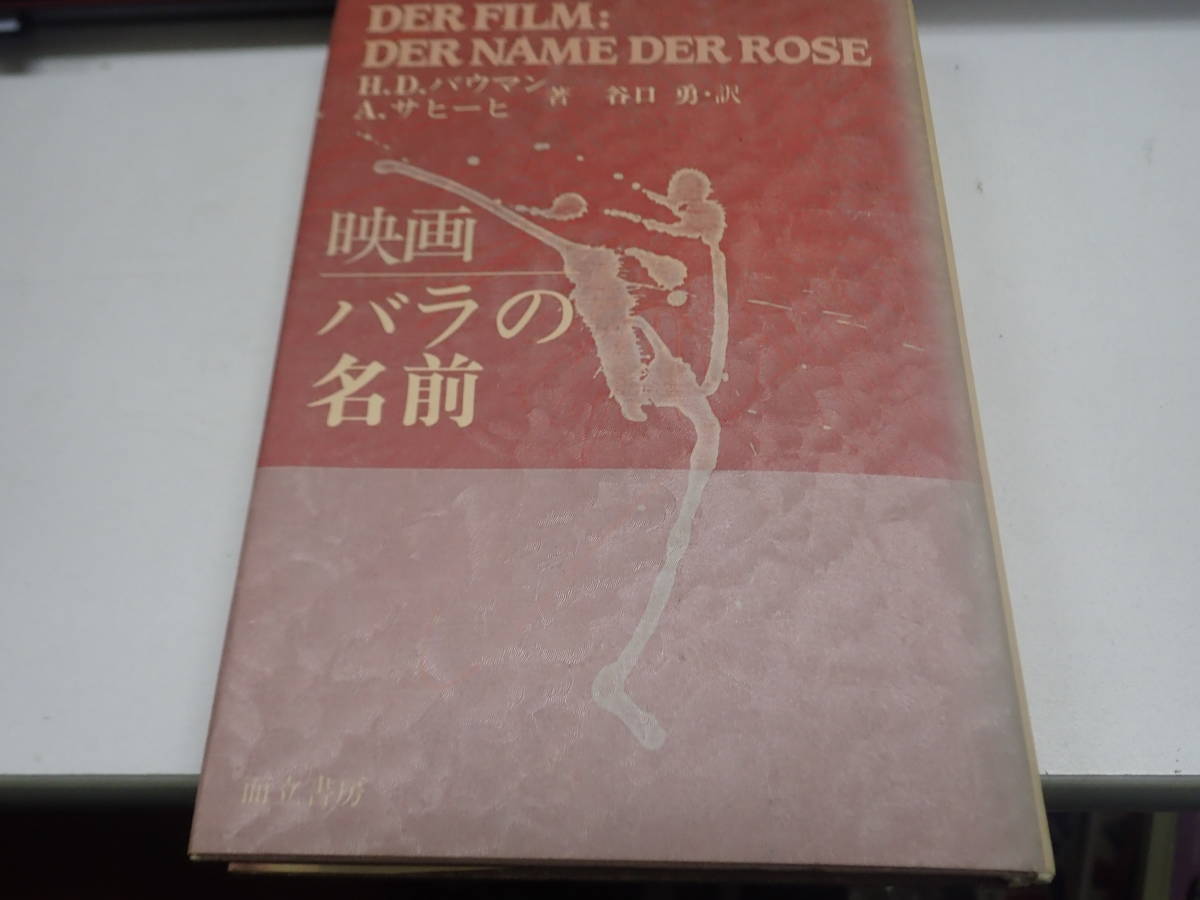 DER FILM:
DER NAME DER ROSE
H.D.バウマン
A.サヒーヒ
著 谷口 勇・訳
映画
バラの
名前
而立書房